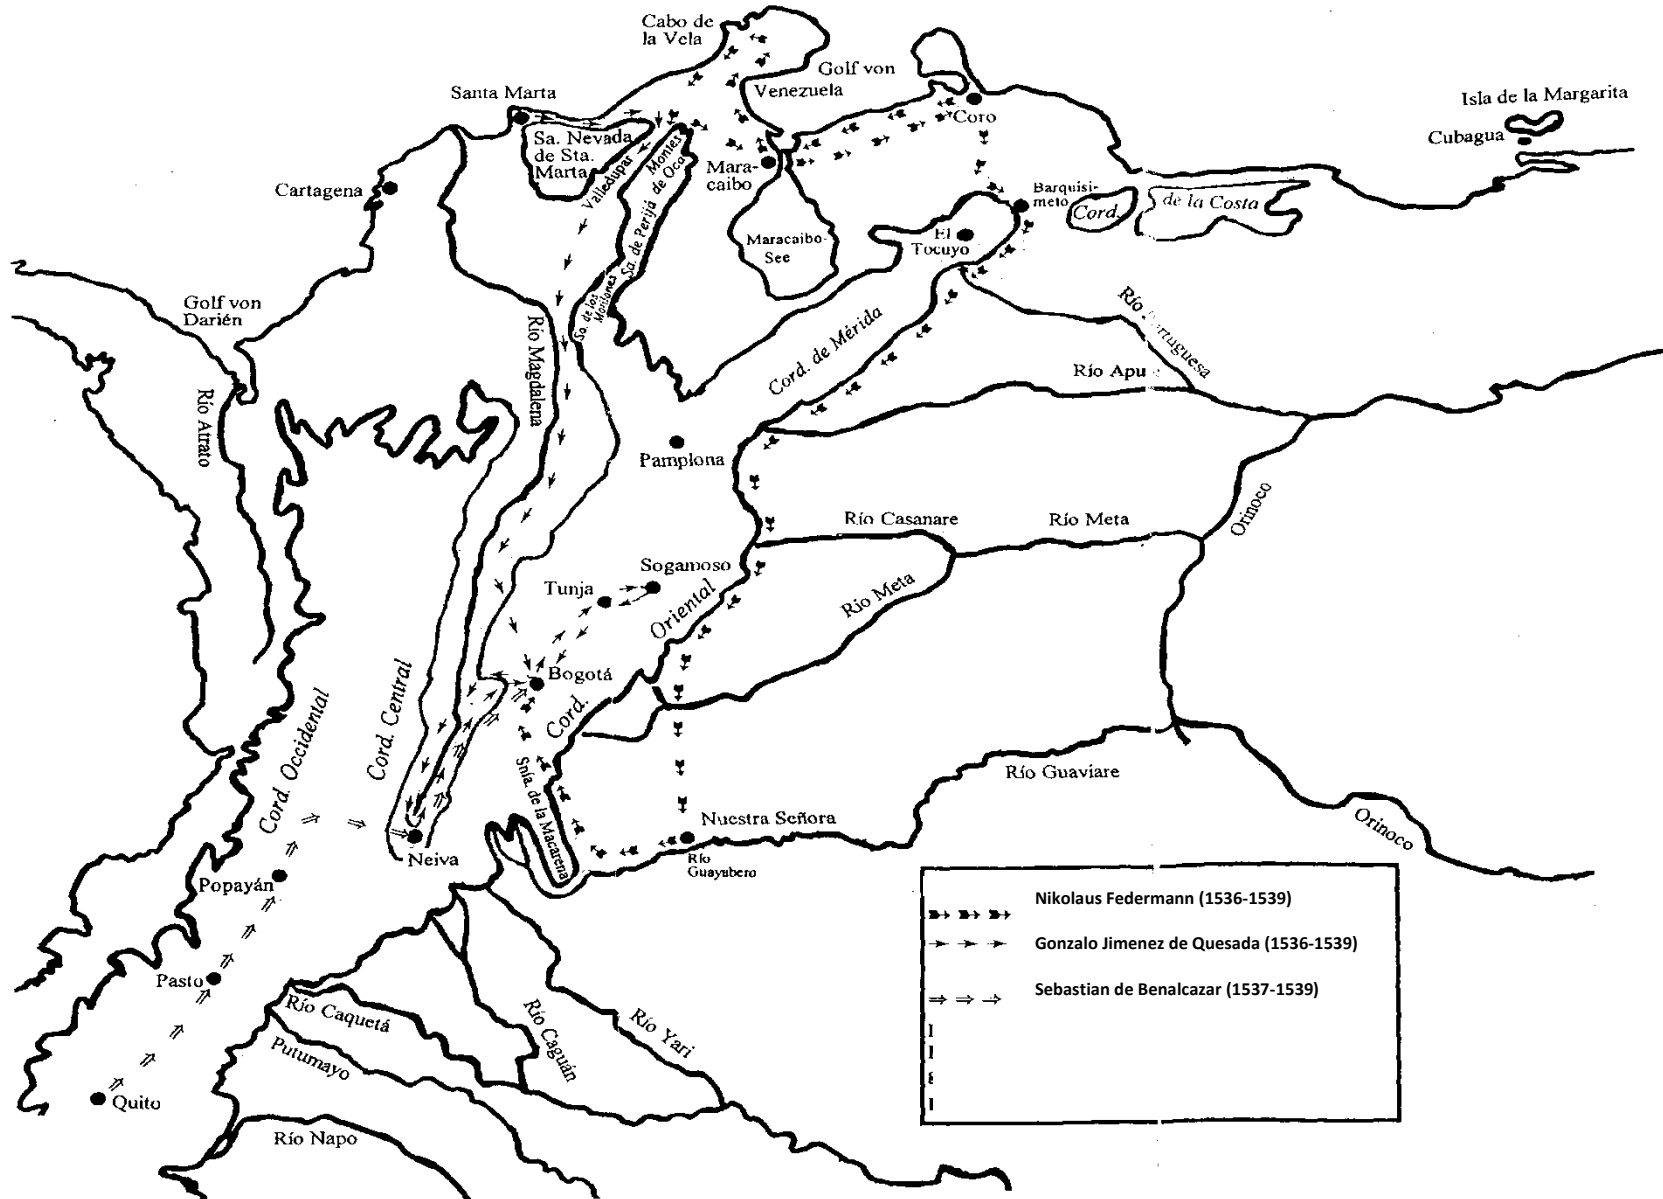 Cabo de
la Vela
Golf von
Venezuela
Santa Marta
Coro
Isla de la Margarita
Cubagua
Sa. Nevada
de Sta.
Marta
Valledupar
Montes
de Oca
Mara-
caibo
Cartagena
Barquisi-
meto
Cord.
de la Costa
El
Tocuyo
Maracaibo-
See
Sa. de Perijá
Sa. de los
Motilones
Golf von
Darién
Río Magdalena
Cord. de Mérida
Río Apu
Río Atrato
Pamplona
Río Casanare
Río Meta
Orinoco
Sogamoso
Tunja
Río Meta
Oriental
Bogotá
Cord.
Cord. Central
Cord. Occidental
Snía. de la Macarena
Río Guaviare
Nuestra Señora
Río
Guayabero
Orinoco
Neiva
Popayán
Pasto
Quito
Río Caquetá
Putumayo
Río Napo
Río Caguán
Río Yari
Nikolaus Federmann (1536-1539)
Gonzalo Jimenez de Quesada (1536-1539)
Sebastian de Benalcazar (1537-1539)